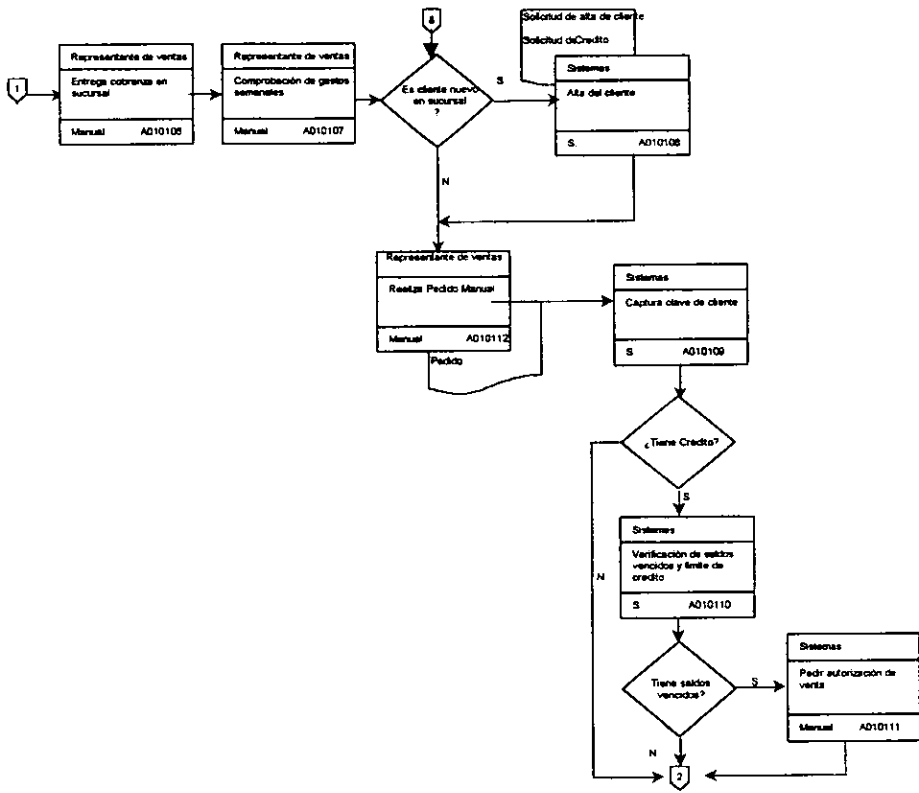 1
Representante de ventas
Entrega cobranza en
sucursal
Manual A010106
Representante de ventas
Comprobación de gastos
semanales
Manual A010107
Es cliente nuevo
en sucursal
?
S
Solicitud de alta de cliente
Solicitud deCredito
Sistemas
Alta del cliente
S. A010108
N
Representante de ventas
Realiza Pedido Manual
Manual A010112
Pedido
Sistemas
Captura clave de cliente
S A010109
¿Tiene Credito?
S
N
Sistemas
Verificación de saldos
vencidos y limite de
credito
S A010110
Tiene saldos
vencidos?
S
Sistemas
Pedir autorización de
venta
Manual A010111
N
2